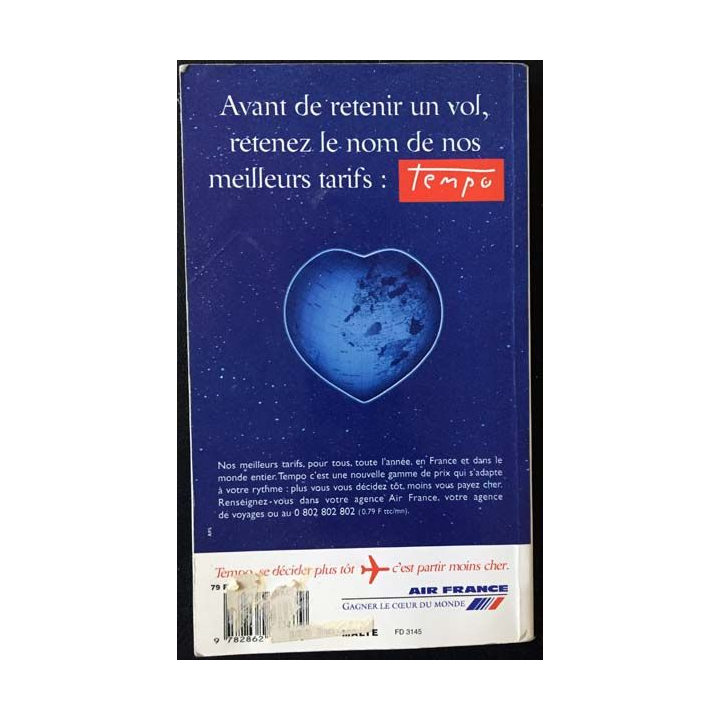 Avant de retenir un vol,
retenez le nom de nos
meilleurs tarifs : Tempo
Nos meilleurs tarifs, pour tous, toute l'année, en France et dans le
monde entier. Tempo c'est une nouvelle gamme de prix qui s'adapte
à votre rythme : plus vous vous décidez tôt, moins vous payez cher.
Renseignez-vous dans votre agence Air France, votre agence
de voyages ou au 0 802 802 802 (0,79 F ttc/mn).
Tempo, se décider plus tôt c'est partir moins cher.
79 F
AIR FRANCE
GAGNER LE CŒUR DU MONDE
9 782862
MALTE FD 3145